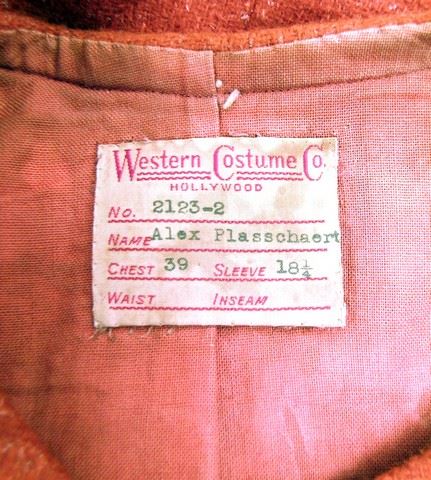 Western Costume Co.
HOLLYWOOD
No. 2123-2
NAME Alex Plasschaert
CHEST 39 SLEEVE 18¼
WAIST INSEAM